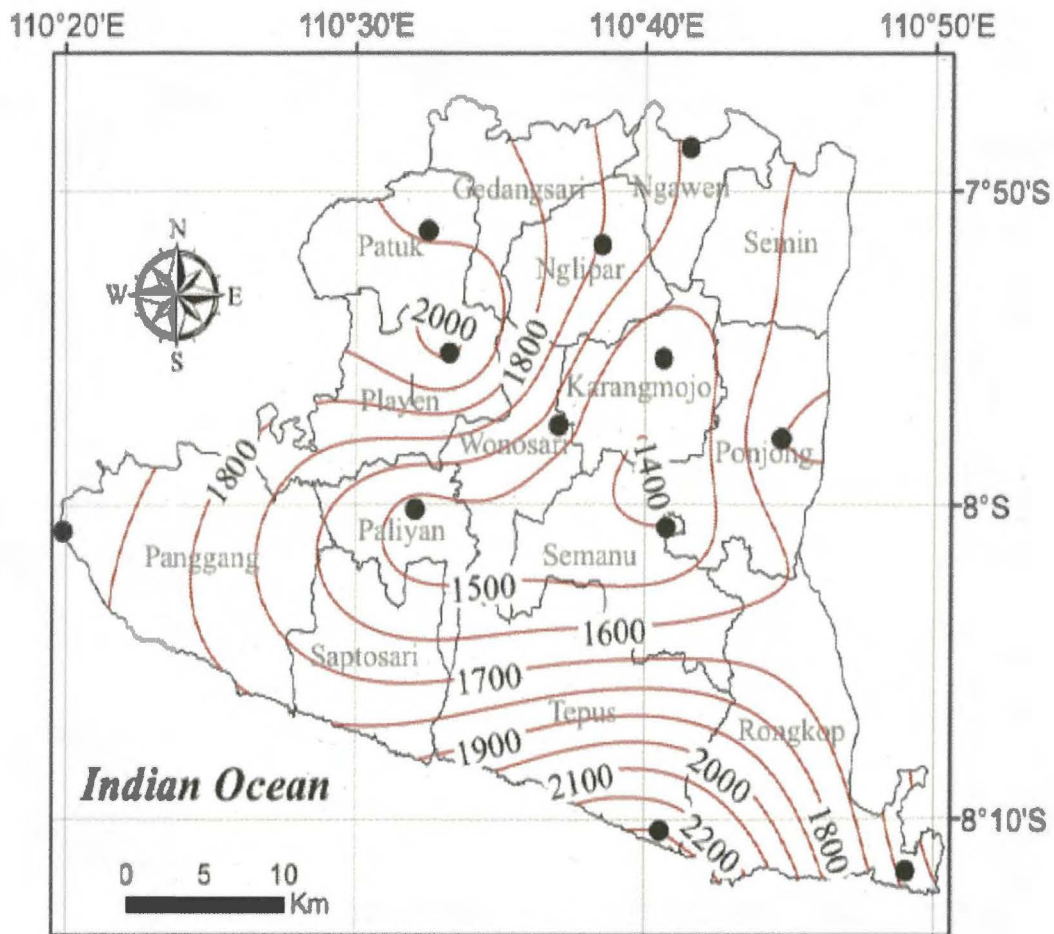 110°20'E 110°30'E 110°40'E 110°50'E
7°50'S
Gedangsari
Ngawen
Patuk
Nglipar
Semin
N
W
E
S
2000
1800
Playen
Karangmojo
Wonosari
Ponjong
1800
1400
8°S
Paliyan
Panggang
Semanu
1500
1600
Saptosari
1700
Tepus
Rongkop
1900
2000
2100
1800
2200
Indian Ocean
8°10'S
0 5 10
Km